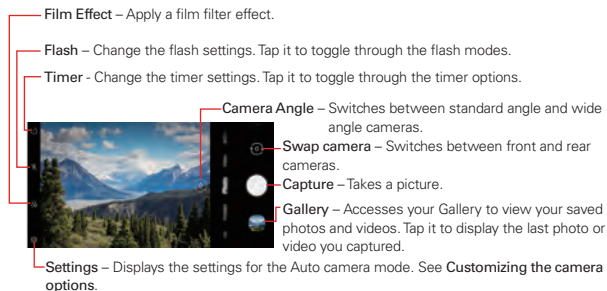 Film Effect – Apply a film filter effect.
Flash – Change the flash settings. Tap it to toggle through the flash modes.
Timer - Change the timer settings. Tap it to toggle through the timer options.
Camera Angle – Switches between standard angle and wide
angle cameras.
Swap camera – Switches between front and rear
cameras.
Capture – Takes a picture.
Gallery – Accesses your Gallery to view your saved
photos and videos. Tap it to display the last photo or
video you captured.
Settings – Displays the settings for the Auto camera mode. See Customizing the camera
options.